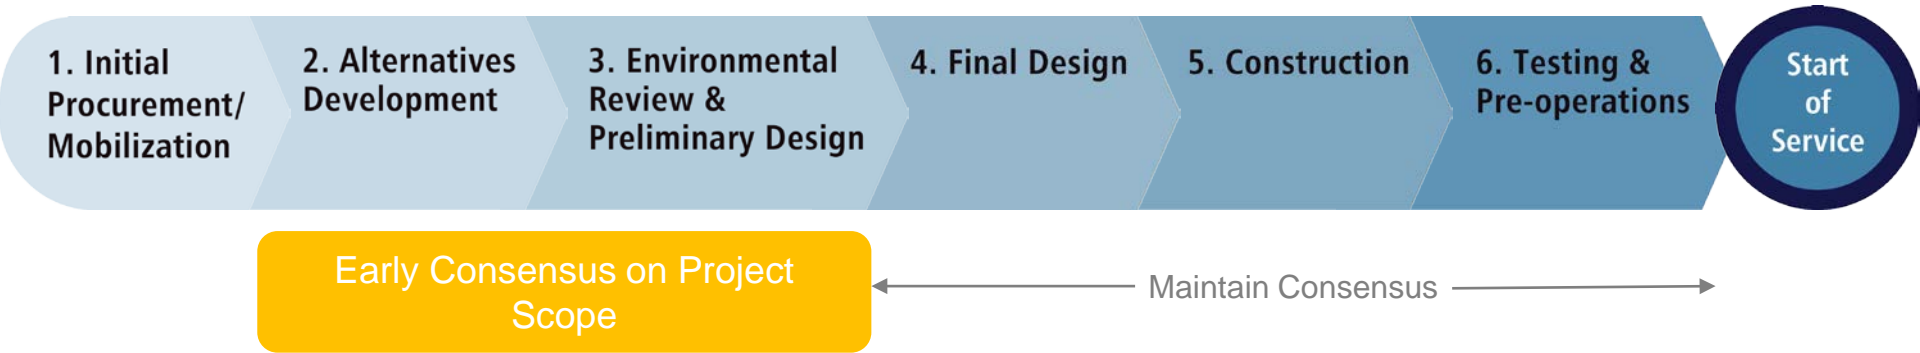 1. Initial
Procurement/
Mobilization
2. Alternatives
Development
3. Environmental
Review &
Preliminary Design
4. Final Design
5. Construction
6. Testing &
Pre-operations
Start
of
Service
Early Consensus on Project
Scope
Maintain Consensus